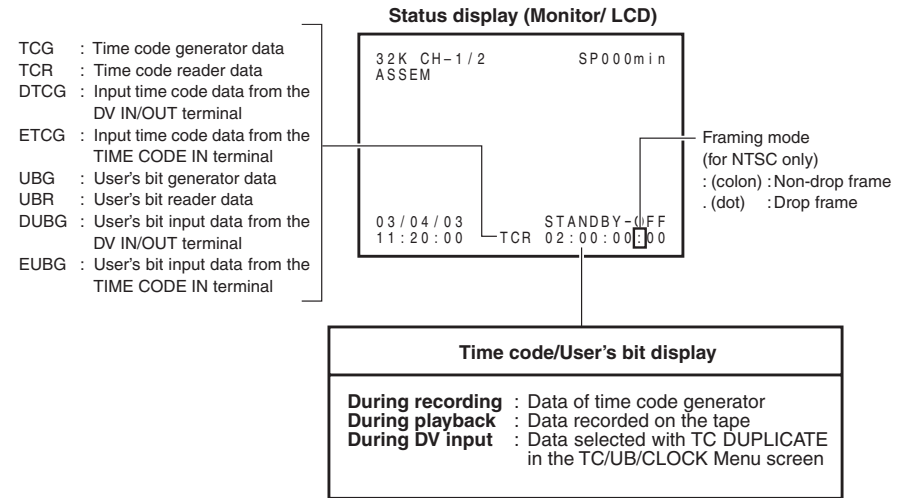 Status display (Monitor/ LCD)
TCG : Time code generator data
TCR : Time code reader data
DTCG : Input time code data from the
DV IN/OUT terminal
ETCG : Input time code data from the
TIME CODE IN terminal
UBG : User's bit generator data
UBR : User's bit reader data
DUBG : User's bit input data from the
DV IN/OUT terminal
EUBG : User's bit input data from the
TIME CODE IN terminal
32K CH–1/2 SP000min
ASSEM
03/04/03 STANDBY–OFF
11:20:00 TCR 02:00:00:00
Framing mode
(for NTSC only)
: (colon) : Non-drop frame
. (dot) : Drop frame
Time code/User's bit display
During recording : Data of time code generator
During playback : Data recorded on the tape
During DV input : Data selected with TC DUPLICATE
in the TC/UB/CLOCK Menu screen